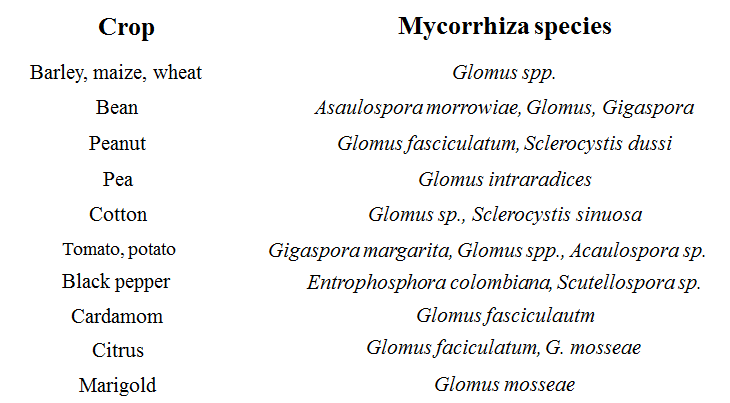 Crop Mycorrhiza species
Barley, maize, wheat Glomus spp.
Bean Asaulospora morrowiae, Glomus, Gigaspora
Peanut Glomus fasciculatum, Sclerocystis dussi
Pea Glomus intraradices
Cotton Glomus sp., Sclerocystis sinuosa
Tomato, potato Gigaspora margarita, Glomus spp., Acaulospora sp.
Black pepper Entrophosphora colombiana, Scutellospora sp.
Cardamom Glomus fasciculautm
Citrus Glomus faciculatum, G. mosseae
Marigold Glomus mosseae